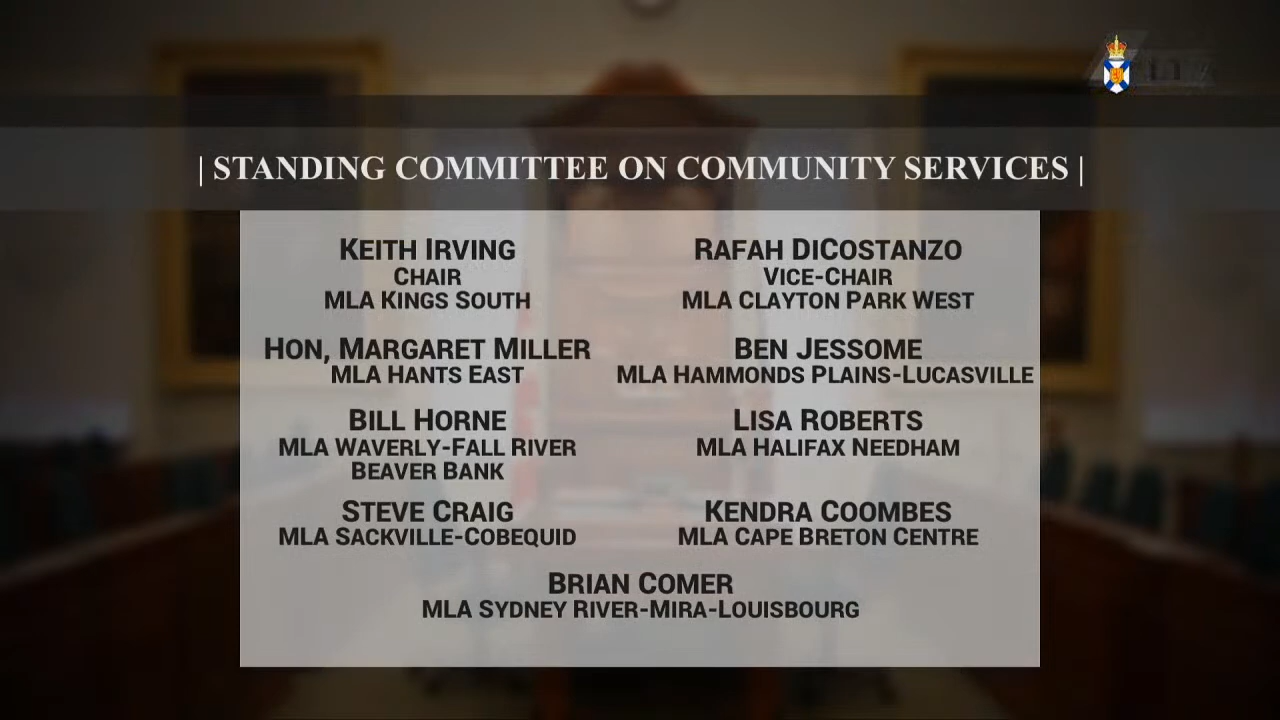 | STANDING COMMITTEE ON COMMUNITY SERVICES |
KEITH IRVING
CHAIR
MLA KINGS SOUTH
RAFAH DICOSTANZO
VICE-CHAIR
MLA CLAYTON PARK WEST
HON, MARGARET MILLER
MLA HANTS EAST
BEN JESSOME
MLA HAMMONDS PLAINS-LUCASVILLE
BILL HORNE
MLA WAVERLY-FALL RIVER
BEAVER BANK
LISA ROBERTS
MLA HALIFAX NEEDHAM
STEVE CRAIG
MLA SACKVILLE-COBEQUID
KENDRA COOMBES
MLA CAPE BRETON CENTRE
BRIAN COMER
MLA SYDNEY RIVER-MIRA-LOUISBOURG